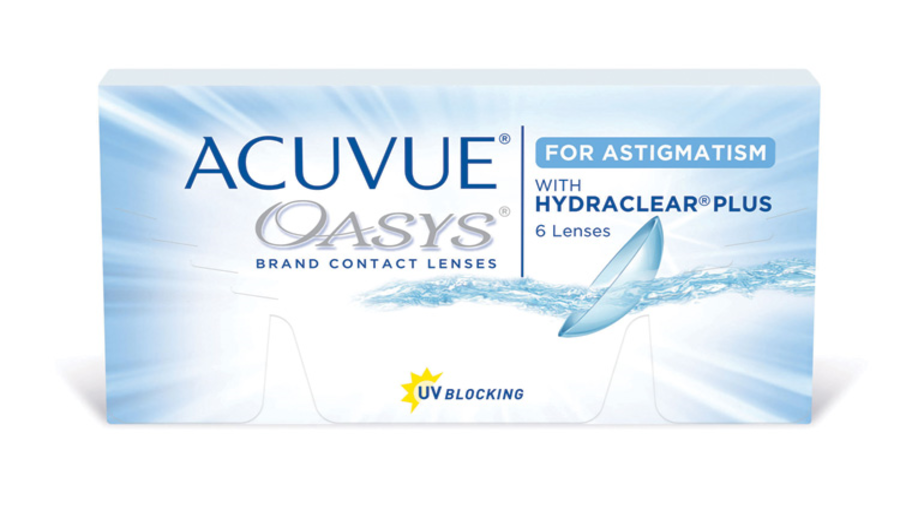 ACUVUE®
OASYS®
BRAND CONTACT LENSES
FOR ASTIGMATISM
WITH
HYDRACLEAR® PLUS
6 Lenses
UV BLOCKING